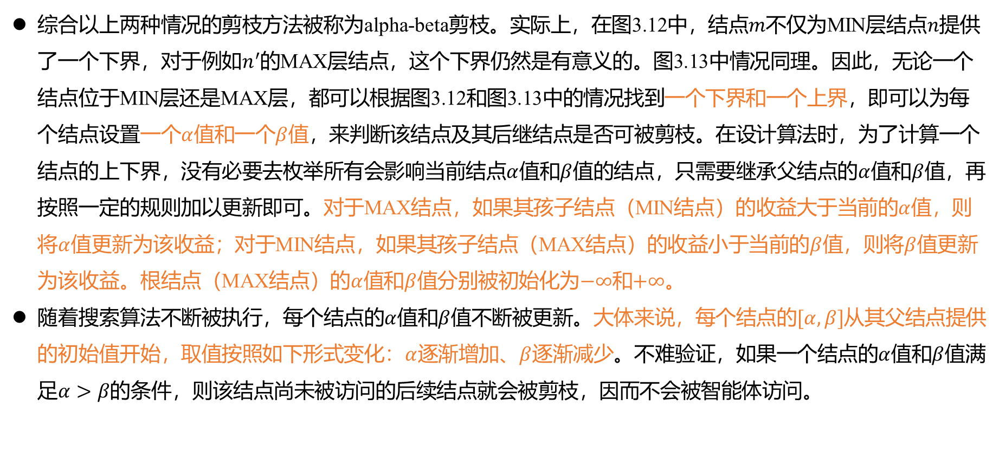 ● 综合以上两种情况的剪枝方法被称为alpha-beta剪枝。实际上，在图3.12中，结点m不仅为MIN层结点n提供
了一个下界，对于例如n′的MAX层结点，这个下界仍然是有意义的。图3.13中情况同理。因此，无论一个
结点位于MIN层还是MAX层，都可以根据图3.12和图3.13中的情况找到一个下界和一个上界，即可以为每
个结点设置一个α值和一个β值，来判断该结点及其后继结点是否可被剪枝。在设计算法时，为了计算一个
结点的上下界，没有必要去枚举所有会影响当前结点α值和β值的结点，只需要继承父结点的α值和β值，再
按照一定的规则加以更新即可。对于MAX结点，如果其孩子结点（MIN结点）的收益大于当前的α值，则
将α值更新为该收益；对于MIN结点，如果其孩子结点（MAX结点）的收益小于当前的β值，则将β值更新
为该收益。根结点（MAX结点）的α值和β值分别被初始化为−∞和+∞。
● 随着搜索算法不断被执行，每个结点的α值和β值不断被更新。大体来说，每个结点的[α, β]从其父结点提供
的初始值开始，取值按照如下形式变化：α逐渐增加、β逐渐减少。不难验证，如果一个结点的α值和β值满
足α > β的条件，则该结点尚未被访问的后续结点就会被剪枝，因而不会被智能体访问。